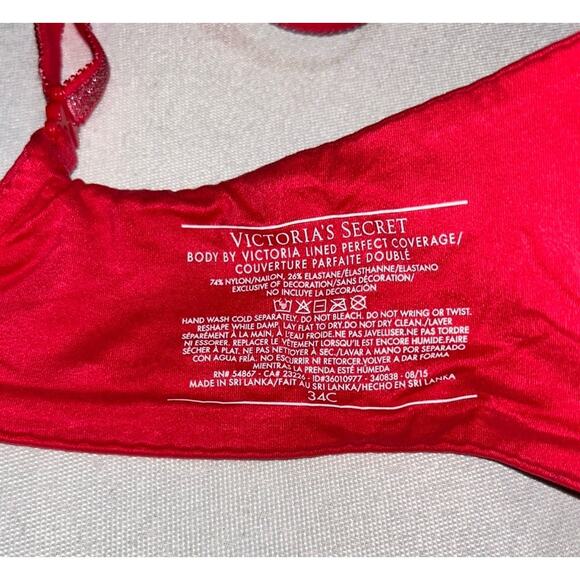 VICTORIA'S SECRET
BODY BY VICTORIA LINED PERFECT COVERAGE/
COUVERTURE PARFAITE DOUBLÉ
74% NYLON/NAILON, 26% ELASTANE/ÉLASTHANNE/ELASTANO
EXCLUSIVE OF DECORATION/SANS DÉCORATION/
NO INCLUYE LA DECORACIÓN
HAND WASH COLD SEPARATELY. DO NOT BLEACH. DO NOT WRING OR TWIST.
RESHAPE WHILE DAMP, LAY FLAT TO DRY. DO NOT DRY CLEAN./LAVER
SÉPARÉMENT À LA MAIN, À L'EAU FROIDE. NE PAS JAVELLISER. NE PAS TORDRE
NI ESSORER. REPLACER LE VÊTEMENT LORSQU'IL EST ENCORE HUMIDE. FAIRE
SÉCHER À PLAT. NE PAS NETTOYER À SEC./LAVAR A MANO POR SEPARADO
CON AGUA FRÍA. NO ESCURRIR NI RETORCER. VOLVER A DAR FORMA
MIENTRAS LA PRENDA ESTÉ HÚMEDA
RN# 54867 - CA# 23226 - ID#36010977 - 340838 - 08/15
MADE IN SRI LANKA/FAIT AU SRI LANKA/HECHO EN SRI LANKA
34C